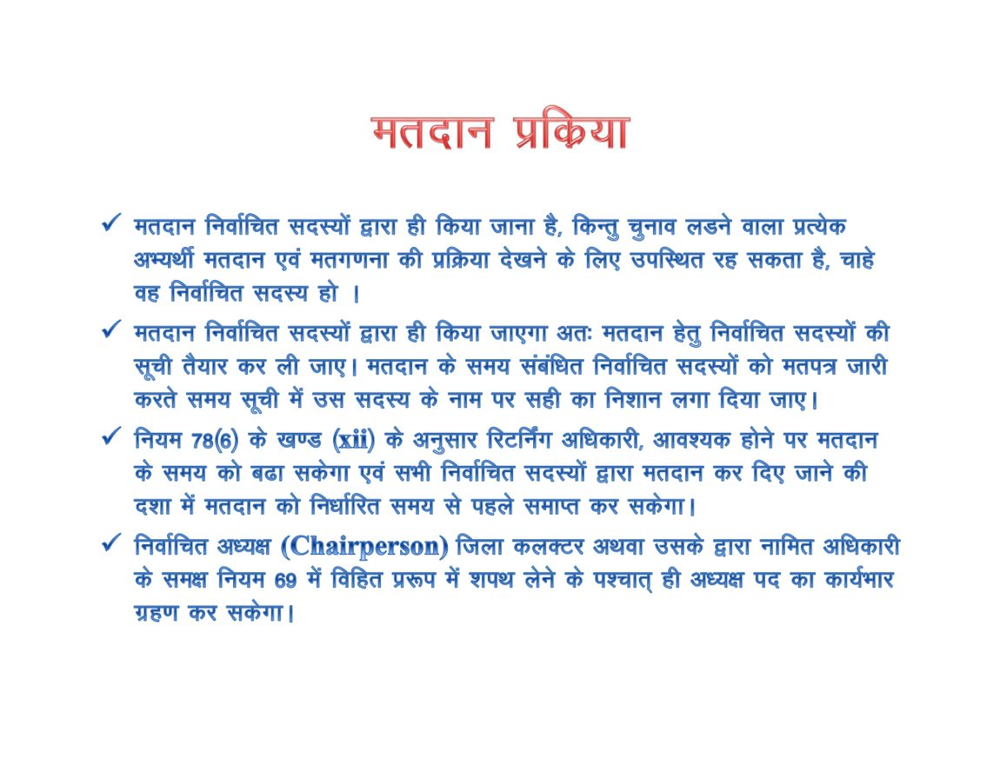 मतदान प्रक्रिया
✓ मतदान निर्वाचित सदस्यों द्वारा ही किया जाना है, किन्तु चुनाव लडने वाला प्रत्येक
अभ्यर्थी मतदान एवं मतगणना की प्रक्रिया देखने के लिए उपस्थित रह सकता है, चाहे
वह निर्वाचित सदस्य हो ।
✓ मतदान निर्वाचित सदस्यों द्वारा ही किया जाएगा अतः मतदान हेतु निर्वाचित सदस्यों की
सूची तैयार कर ली जाए। मतदान के समय संबंधित निर्वाचित सदस्यों को मतपत्र जारी
करते समय सूची में उस सदस्य के नाम पर सही का निशान लगा दिया जाए।
✓ नियम 78(6) के खण्ड (xii) के अनुसार रिटर्निंग अधिकारी, आवश्यक होने पर मतदान
के समय को बढा सकेगा एवं सभी निर्वाचित सदस्यों द्वारा मतदान कर दिए जाने की
दशा में मतदान को निर्धारित समय से पहले समाप्त कर सकेगा।
✓ निर्वाचित अध्यक्ष (Chairperson) जिला कलक्टर अथवा उसके द्वारा नामित अधिकारी
के समक्ष नियम 69 में विहित प्ररूप में शपथ लेने के पश्चात् ही अध्यक्ष पद का कार्यभार
ग्रहण कर सकेगा।